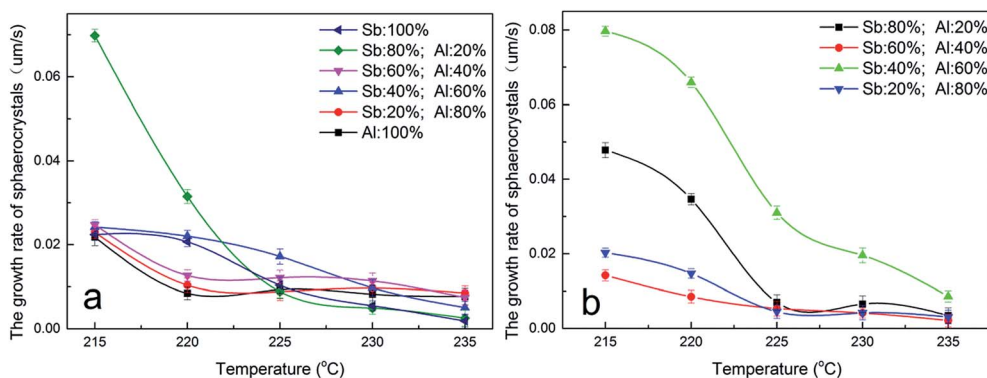 The growth rate of sphaerocrystals（um/s)
0.06
0.04
0.02
0.00
215 220 225 230 235
Temperature (oC)
a
Sb:100%
Sb:80%; Al:20%
Sb:60%; Al:40%
Sb:40%; Al:60%
Sb:20%; Al:80%
Al:100%
The growth rate of sphaerocrystals（um/s)
0.08
0.06
0.04
0.02
0.00
215 220 225 230 235
Temperature (oC)
b
Sb:80%; Al:20%
Sb:60%; Al:40%
Sb:40%; Al:60%
Sb:20%; Al:80%